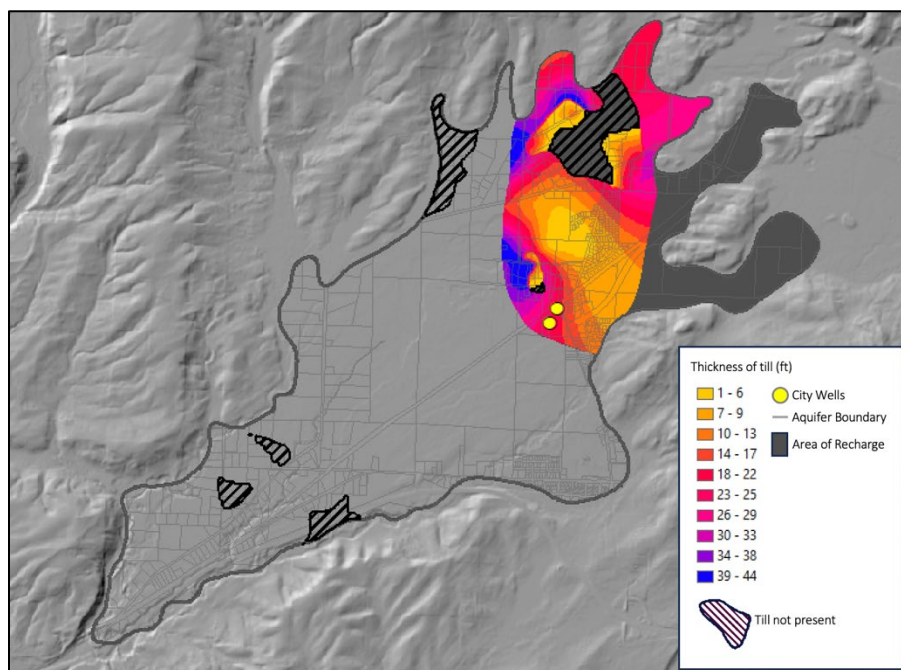 Thickness of till (ft)
1 - 6
7 - 9
10 - 13
14 - 17
18 - 22
23 - 25
26 - 29
30 - 33
34 - 38
39 - 44
City Wells
Aquifer Boundary
Area of Recharge
Till not present